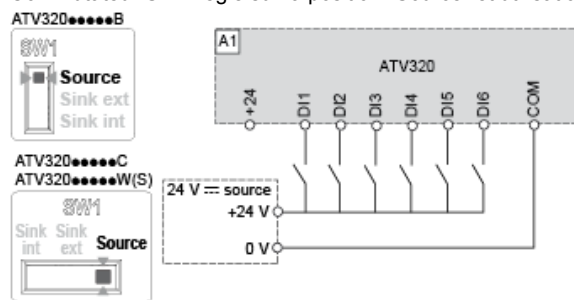 ATV320●●●●●B
SW1
Source
Sink ext
Sink int
ATV320●●●●●C
ATV320●●●●●W(S)
SW1
Sink int
Sink ext
Source
A1
ATV320
+24
DI1
DI2
DI3
DI4
DI5
DI6
COM
24 V ⎓ source
+24 V
0 V